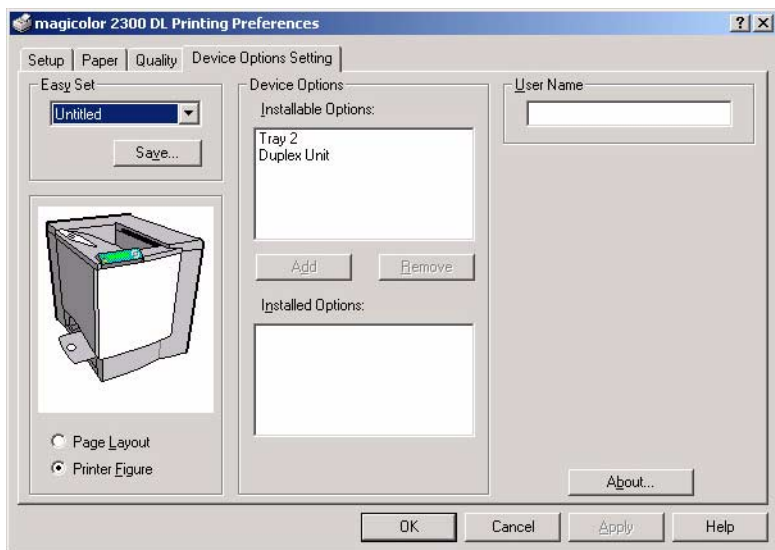 magicolor 2300 DL Printing Preferences
Setup
Paper
Quality
Device Options Setting
Easy Set
Untitled
Save...
Page Layout
Printer Figure
Device Options
Installable Options:
Tray 2
Duplex Unit
Add
Remove
Installed Options:
User Name
About...
OK
Cancel
Apply
Help